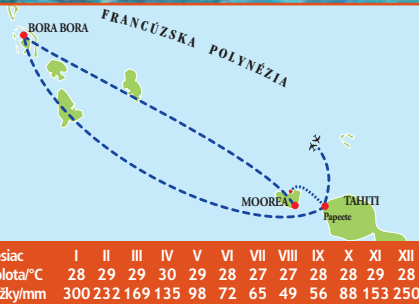 BORA BORA
FRANCÚZSKA POLYNÉZIA
MOOREA
TAHITI
Papeete
esiac I II III IV V VI VII VIII IX X XI XII
plota/°C 28 29 29 30 29 28 27 27 28 28 29 28
ážky/mm 300 232 169 135 98 72 65 49 56 88 153 250